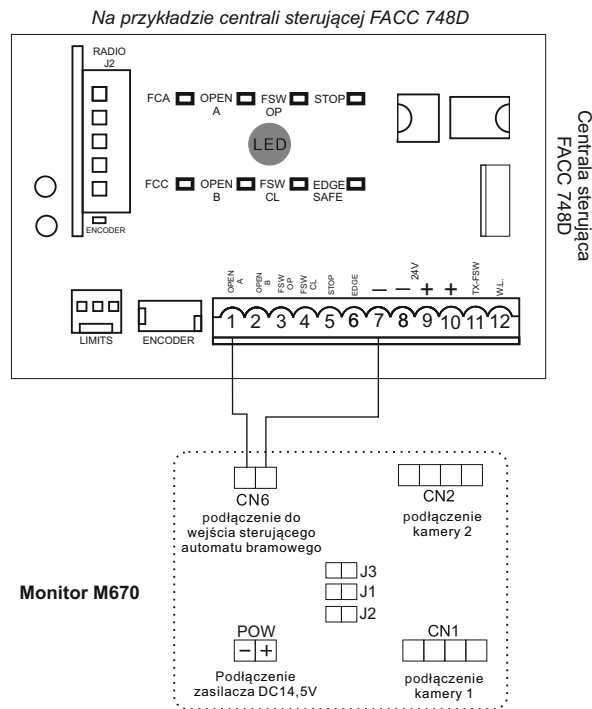 Na przykładzie centrali sterującej FACC 748D
RADIO
J2
FCA
OPEN
A
FSW
OP
STOP
LED
FCC
OPEN
B
FSW
CL
EDGE
SAFE
ENCODER
Centrala sterująca
FACC 748D
LIMITS
ENCODER
OPEN
A
OPEN
B
FSW
OP
FSW
CL
STOP
EDGE
– –
24V
+ +
TX-FSW
W.L.
1 2 3 4 5 6 7 8 9 10 11 12
CN6
podłączenie do
wejścia sterującego
automatu bramowego
CN2
podłączenie
kamery 2
J3
J1
J2
Monitor M670
POW
– +
Podłączenie
zasilacza DC14,5V
CN1
podłączenie
kamery 1